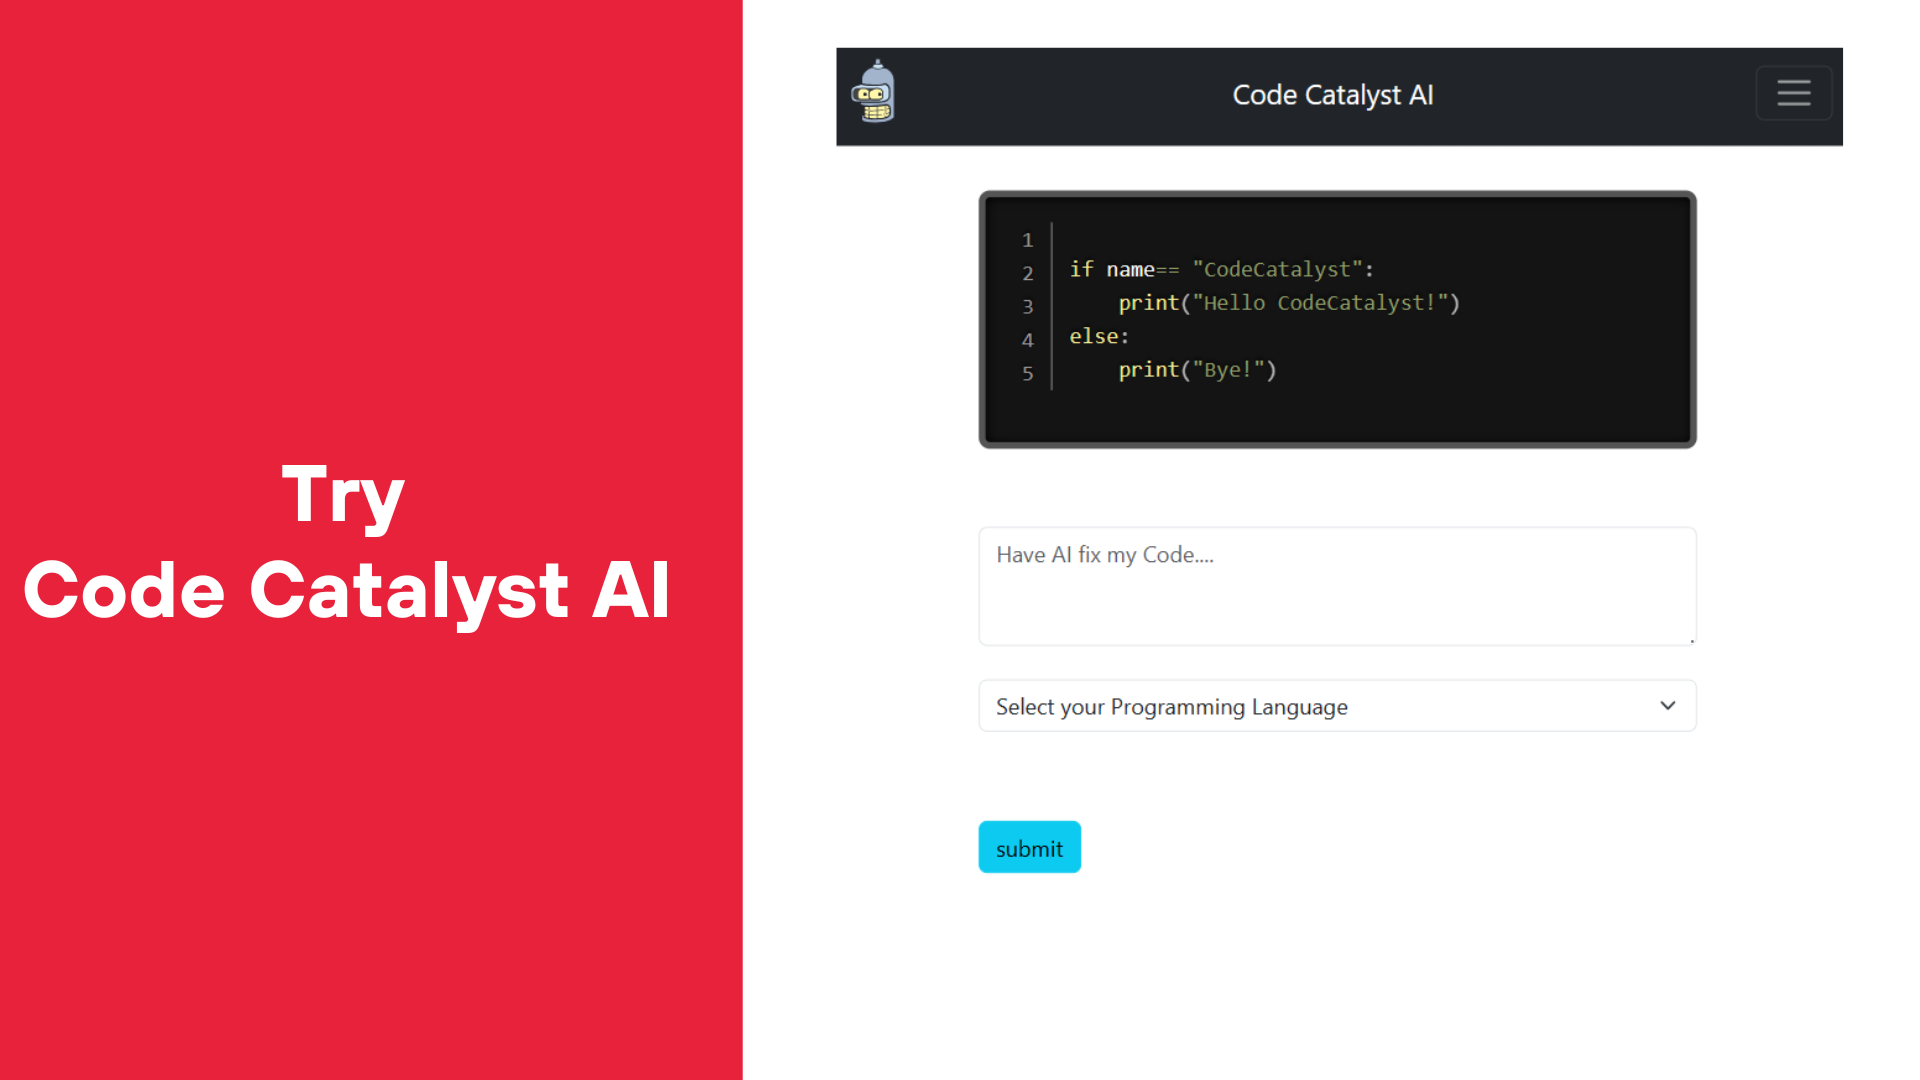 Try
Code Catalyst AI
Code Catalyst AI
1
2 if name== "CodeCatalyst":
3     print("Hello CodeCatalyst!")
4 else:
5     print("Bye!")
Have AI fix my Code....
Select your Programming Language
submit